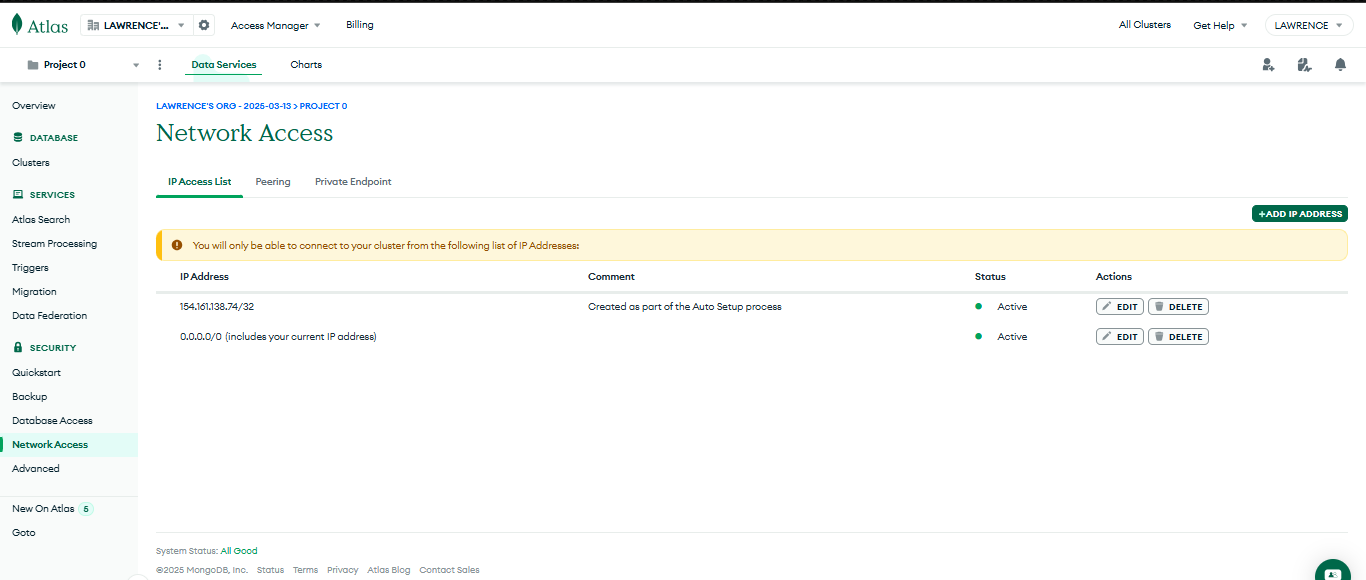 Atlas
LAWRENCE'...
Access Manager
Billing
All Clusters
Get Help
LAWRENCE
Project 0
Data Services
Charts
Overview
DATABASE
Clusters
SERVICES
Atlas Search
Stream Processing
Triggers
Migration
Data Federation
SECURITY
Quickstart
Backup
Database Access
Network Access
Advanced
New On Atlas 5
Goto
LAWRENCE'S ORG - 2025-03-13 > PROJECT 0
Network Access
IP Access List
Peering
Private Endpoint
+ADD IP ADDRESS
You will only be able to connect to your cluster from the following list of IP Addresses:
IP Address Comment Status Actions
154.161.138.74/32 Created as part of the Auto Setup process Active EDIT DELETE
0.0.0.0/0 (includes your current IP address) Active EDIT DELETE
System Status: All Good
©2025 MongoDB, Inc. Status Terms Privacy Atlas Blog Contact Sales